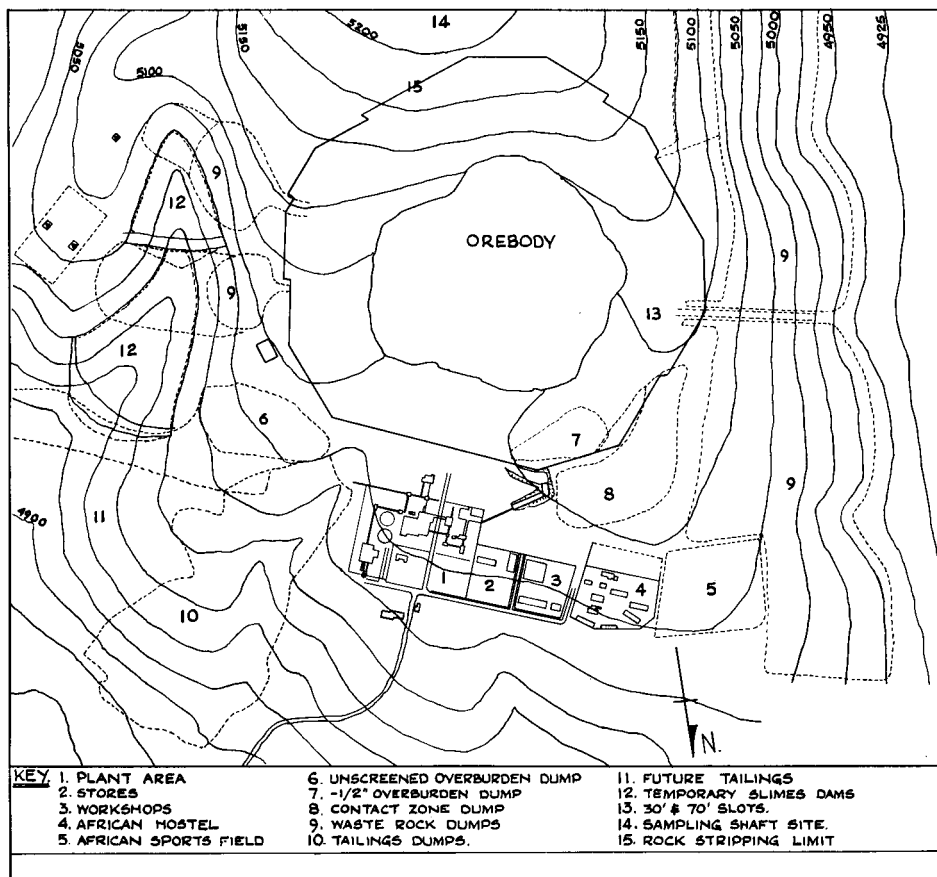 5050
5100
5150
5200
14
5150
5100
5050
5000
4950
4925
15
9
12
OREBODY
9
9
13
12
6
7
8
9
4900
11
10
1
2
3
4
5
N.
KEY.
1. PLANT AREA
2. STORES
3. WORKSHOPS
4. AFRICAN HOSTEL
5. AFRICAN SPORTS FIELD
6. UNSCREENED OVERBURDEN DUMP
7. -1/2" OVERBURDEN DUMP
8. CONTACT ZONE DUMP
9. WASTE ROCK DUMPS
10. TAILINGS DUMPS.
11. FUTURE TAILINGS
12. TEMPORARY SLIMES DAMS
13. 30' & 70' SLOTS.
14. SAMPLING SHAFT SITE.
15. ROCK STRIPPING LIMIT